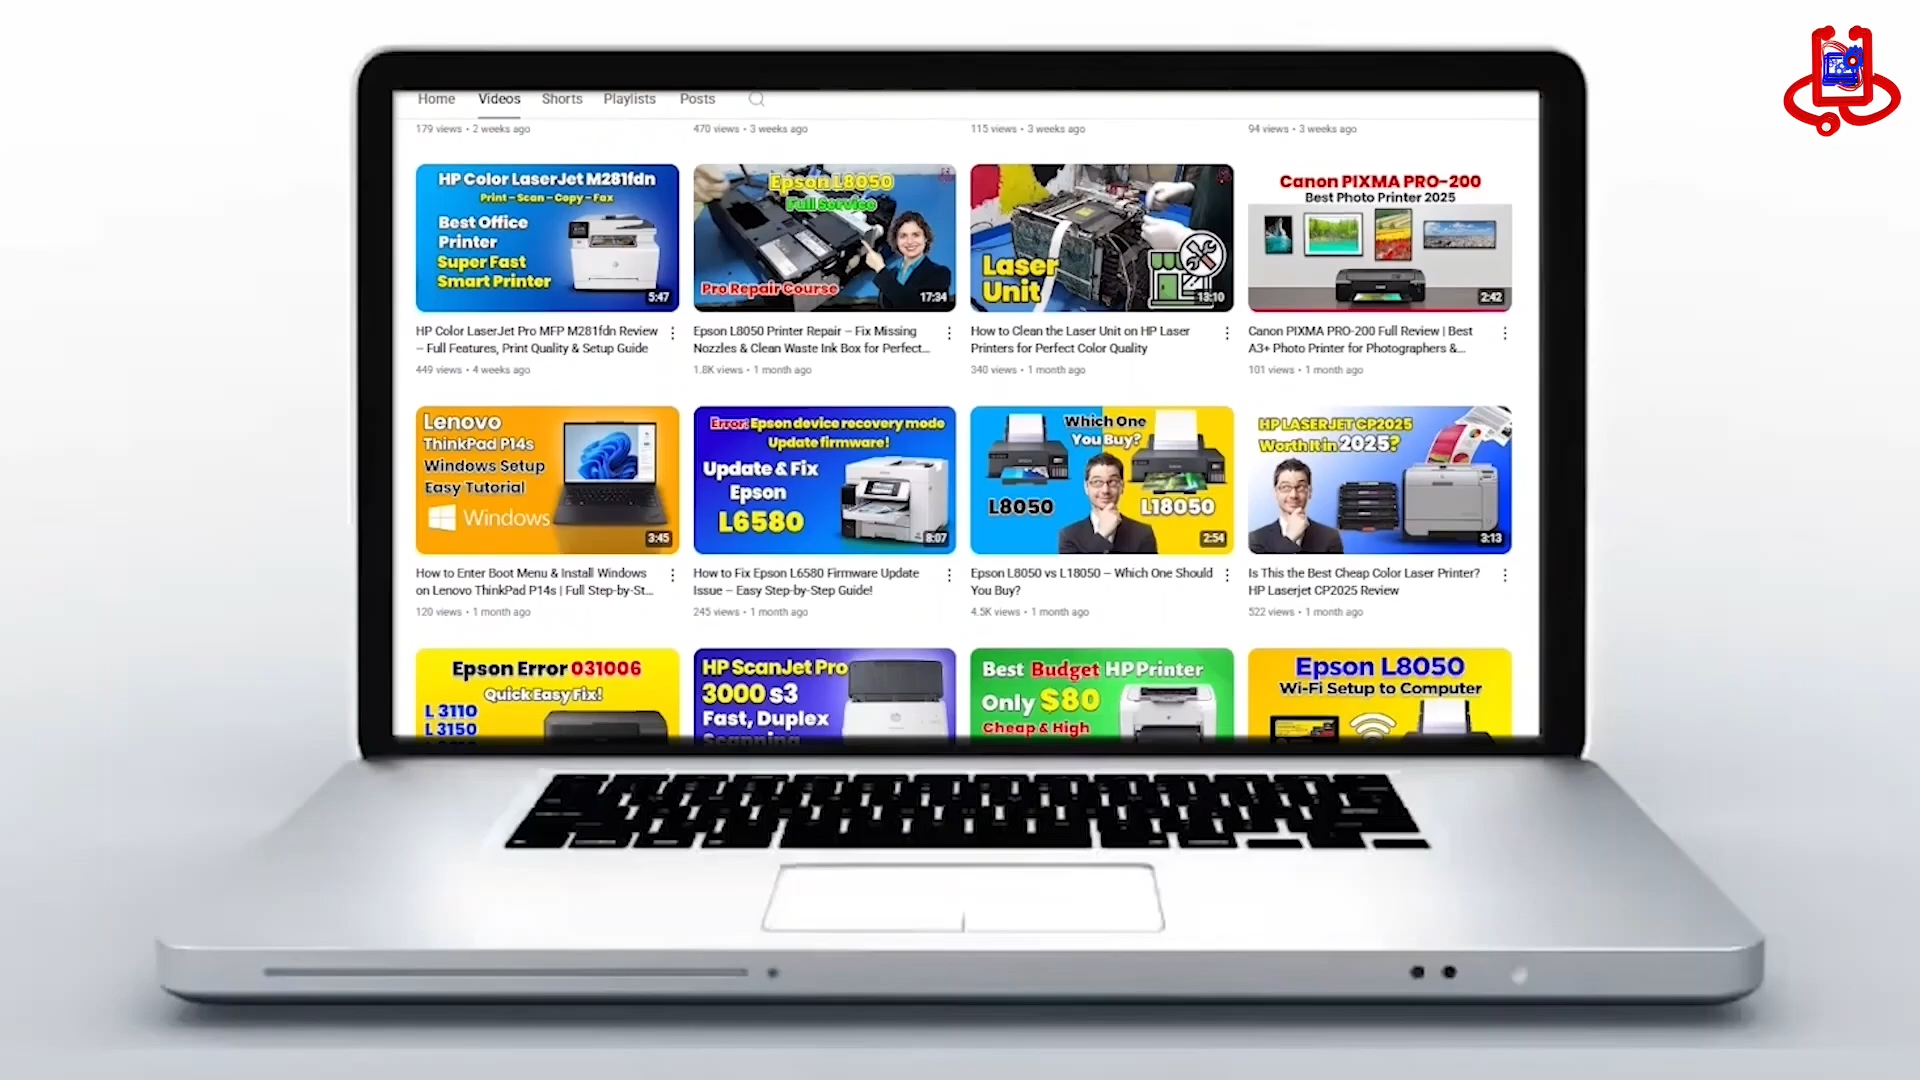 Home Videos Shorts Playlists Posts
179 views • 2 weeks ago
470 views • 3 weeks ago
115 views • 3 weeks ago
94 views • 3 weeks ago
HP Color LaserJet M281fdn
Print - Scan - Copy - Fax
Best Office
Printer
Super Fast
Smart Printer
5:47
Epson L8050
Full Service
Pro Repair Course
17:34
Laser
Unit
13:10
Canon PIXMA PRO-200
Best Photo Printer 2025
2:42
HP Color LaserJet Pro MFP M281fdn Review
– Full Features, Print Quality & Setup Guide
449 views • 4 weeks ago
Epson L8050 Printer Repair – Fix Missing
Nozzles & Clean Waste Ink Box for Perfect...
1.8K views • 1 month ago
How to Clean the Laser Unit on HP Laser
Printers for Perfect Color Quality
340 views • 1 month ago
Canon PIXMA PRO-200 Full Review | Best
A3+ Photo Printer for Photographers &...
101 views • 1 month ago
Lenovo
ThinkPad P14s
Windows Setup
Easy Tutorial
Windows
3:45
Error: Epson device recovery mode
Update firmware!
Update & Fix
Epson
L6580
8:07
Which One
You Buy?
L8050
L18050
2:54
HP LASERJET CP2025
Worth It in 2025?
3:13
How to Enter Boot Menu & Install Windows
on Lenovo ThinkPad P14s | Full Step-by-St...
120 views • 1 month ago
How to Fix Epson L6580 Firmware Update
Issue – Easy Step-by-Step Guide!
245 views • 1 month ago
Epson L8050 vs L18050 – Which One Should
You Buy?
4.5K views • 1 month ago
Is This the Best Cheap Color Laser Printer?
HP Laserjet CP2025 Review
522 views • 1 month ago
Epson Error 031006
Quick Easy Fix!
L 3110
L 3150
HP ScanJet Pro
3000 s3
Fast, Duplex
Scanning
Best Budget HP Printer
Only $80
Cheap & High
Epson L8050
Wi-Fi Setup to Computer